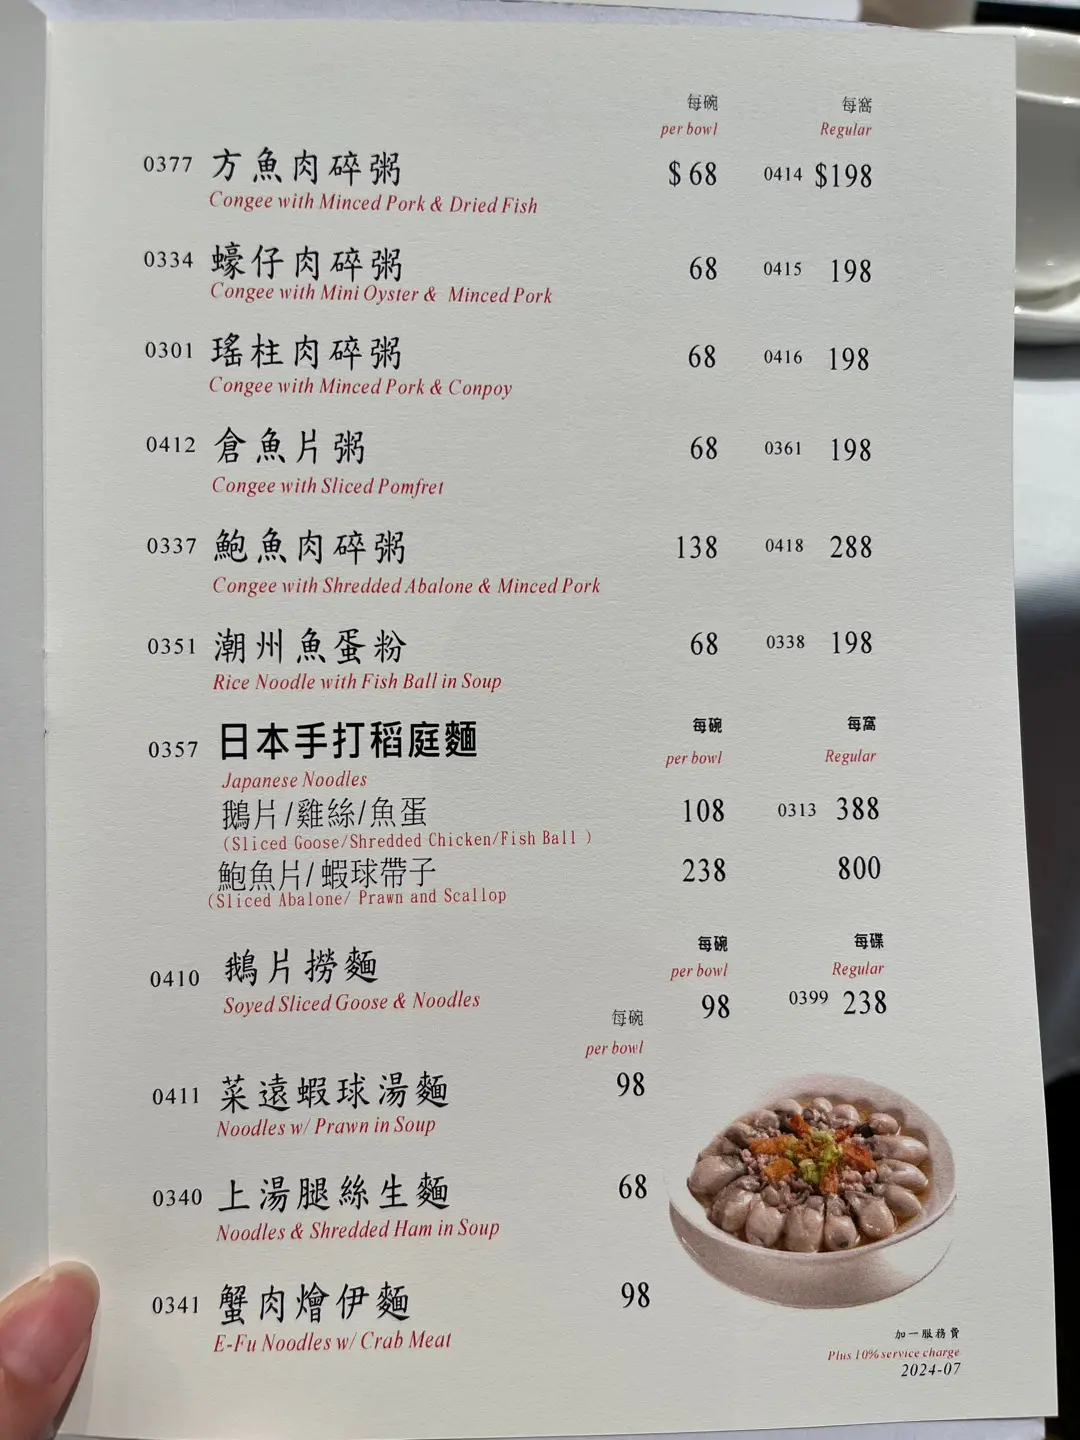 每碗 每窩
per bowl Regular
0377 方魚肉碎粥 $ 68 0414 $198
Congee with Minced Pork & Dried Fish
0334 蠔仔肉碎粥 68 0415 198
Congee with Mini Oyster & Minced Pork
0301 瑤柱肉碎粥 68 0416 198
Congee with Minced Pork & Conpoy
0412 倉魚片粥 68 0361 198
Congee with Sliced Pomfret
0337 鮑魚肉碎粥 138 0418 288
Congee with Shredded Abalone & Minced Pork
0351 潮州魚蛋粉 68 0338 198
Rice Noodle with Fish Ball in Soup
每碗 每窩
0357 日本手打稻庭麵 per bowl Regular
Japanese Noodles
鵝片/雞絲/魚蛋 108 0313 388
(Sliced Goose/Shredded Chicken/Fish Ball )
鮑魚片/蝦球帶子 238 800
(Sliced Abalone/ Prawn and Scallop
每碗 每碟
0410 鵝片撈麵 per bowl Regular
Soyed Sliced Goose & Noodles 98 0399 238
每碗
per bowl
0411 菜遠蝦球湯麵 98
Noodles w/ Prawn in Soup
0340 上湯腿絲生麵 68
Noodles & Shredded Ham in Soup
0341 蟹肉燴伊麵 98
E-Fu Noodles w/ Crab Meat
加一服務費
Plus 10% service charge
2024-07